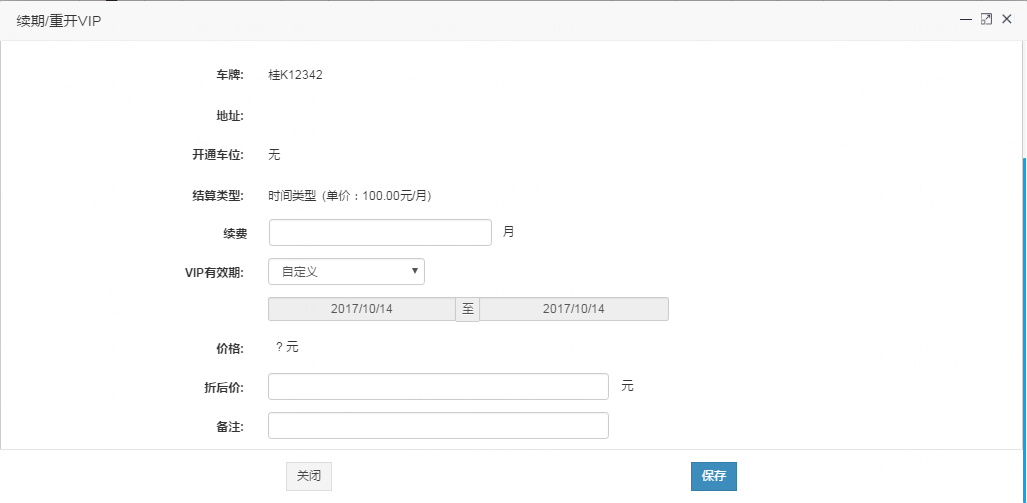 续期/重开VIP
车牌: 桂K12342
地址:
开通车位: 无
结算类型: 时间类型 (单价：100.00元/月)
续费 月
VIP有效期: 自定义
2017/10/14 至 2017/10/14
价格: ? 元
折后价: 元
备注:
关闭 保存